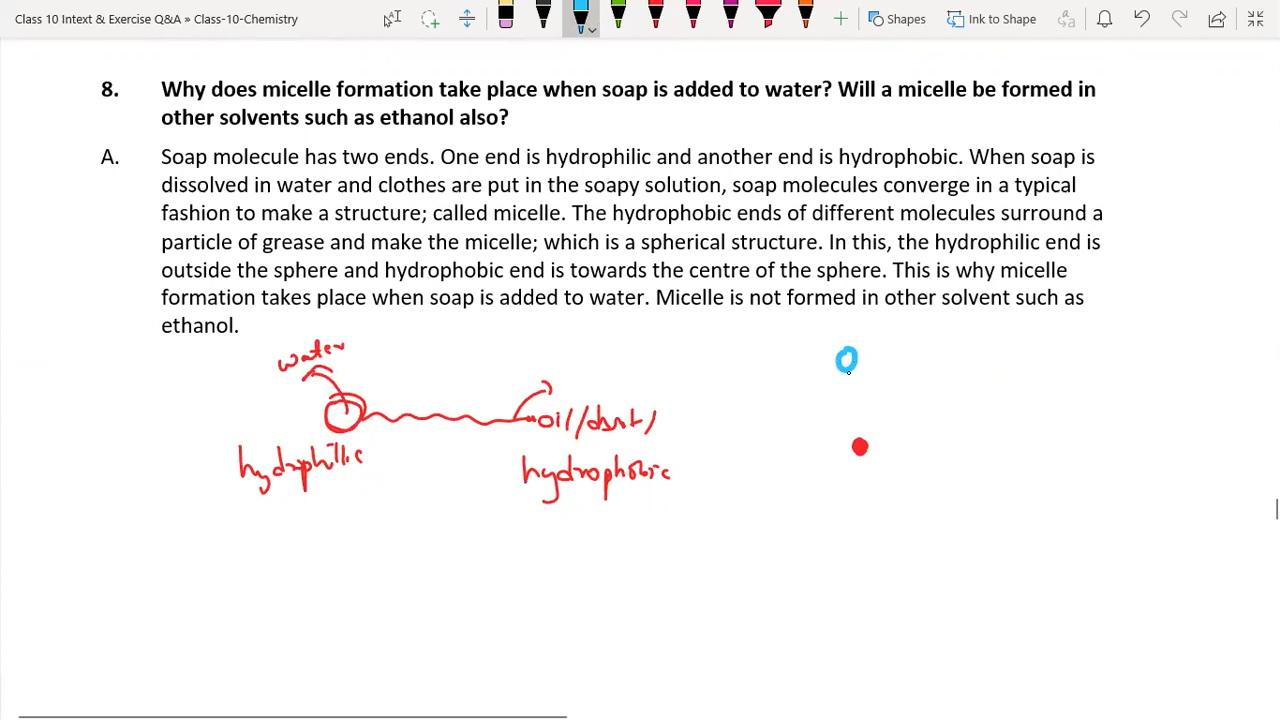 Class 10 Intext & Exercise Q&A » Class-10-Chemistry
Shapes
Ink to Shape
8. Why does micelle formation take place when soap is added to water? Will a micelle be formed in
other solvents such as ethanol also?
A. Soap molecule has two ends. One end is hydrophilic and another end is hydrophobic. When soap is
dissolved in water and clothes are put in the soapy solution, soap molecules converge in a typical
fashion to make a structure; called micelle. The hydrophobic ends of different molecules surround a
particle of grease and make the micelle; which is a spherical structure. In this, the hydrophilic end is
outside the sphere and hydrophobic end is towards the centre of the sphere. This is why micelle
formation takes place when soap is added to water. Micelle is not formed in other solvent such as
ethanol.
water
oil/
hydrophobic